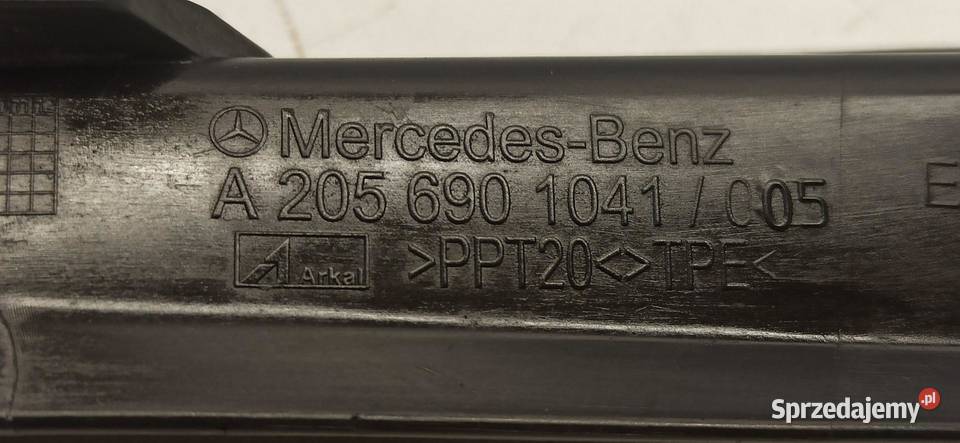 Mercedes-Benz
A 205 690 1041 / 005
Arkal >PPT20<>TPE<
E
Sprzedajemy.pl